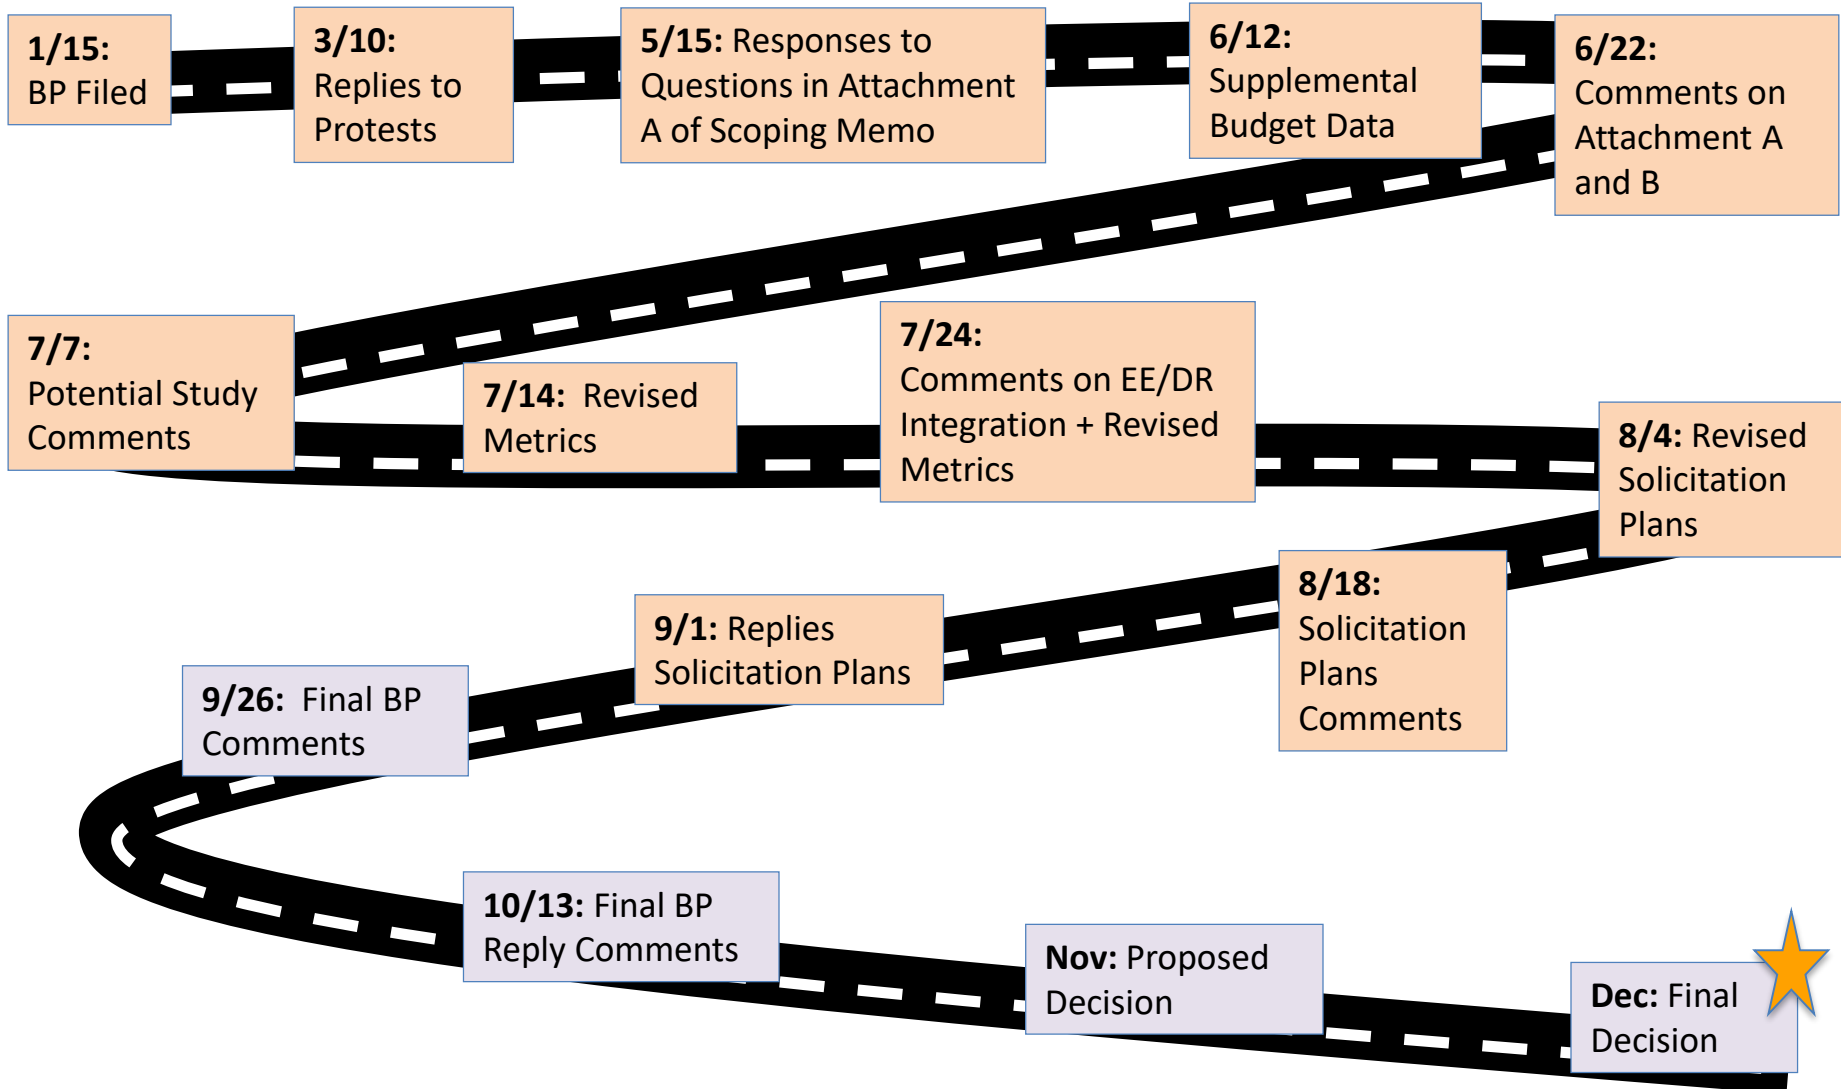 1/15:
BP Filed
3/10:
Replies to
Protests
5/15: Responses to
Questions in Attachment
A of Scoping Memo
6/12:
Supplemental
Budget Data
6/22:
Comments on
Attachment A
and B
7/7:
Potential Study
Comments
7/14: Revised
Metrics
7/24:
Comments on EE/DR
Integration + Revised
Metrics
8/4: Revised
Solicitation
Plans
8/18:
Solicitation
Plans
Comments
9/1: Replies
Solicitation Plans
9/26: Final BP
Comments
10/13: Final BP
Reply Comments
Nov: Proposed
Decision
Dec: Final
Decision